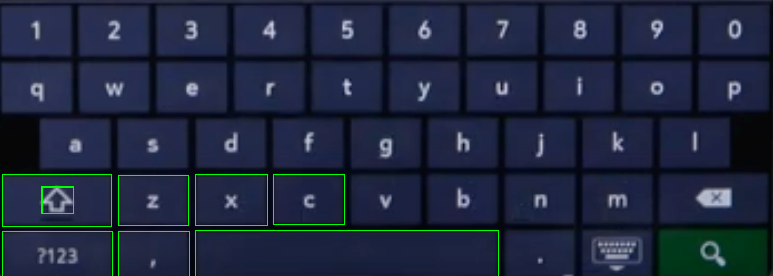 1 2 3 4 5 6 7 8 9 0
q w e r t y u i o p
a s d f g h j k l
z x c v b n m
?123 , .